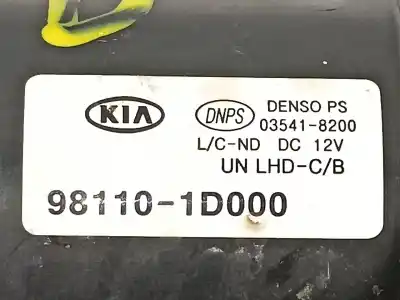 KIA DNPS DENSO PS
03541-8200
L/C-ND DC 12V
UN LHD-C/B
98110-1D000